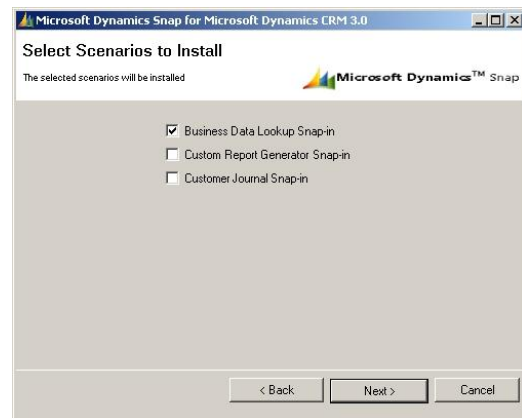 Microsoft Dynamics Snap for Microsoft Dynamics CRM 3.0
Select Scenarios to Install
The selected scenarios will be installed
Microsoft Dynamics™ Snap
Business Data Lookup Snap-in
Custom Report Generator Snap-in
Customer Journal Snap-in
< Back Next > Cancel